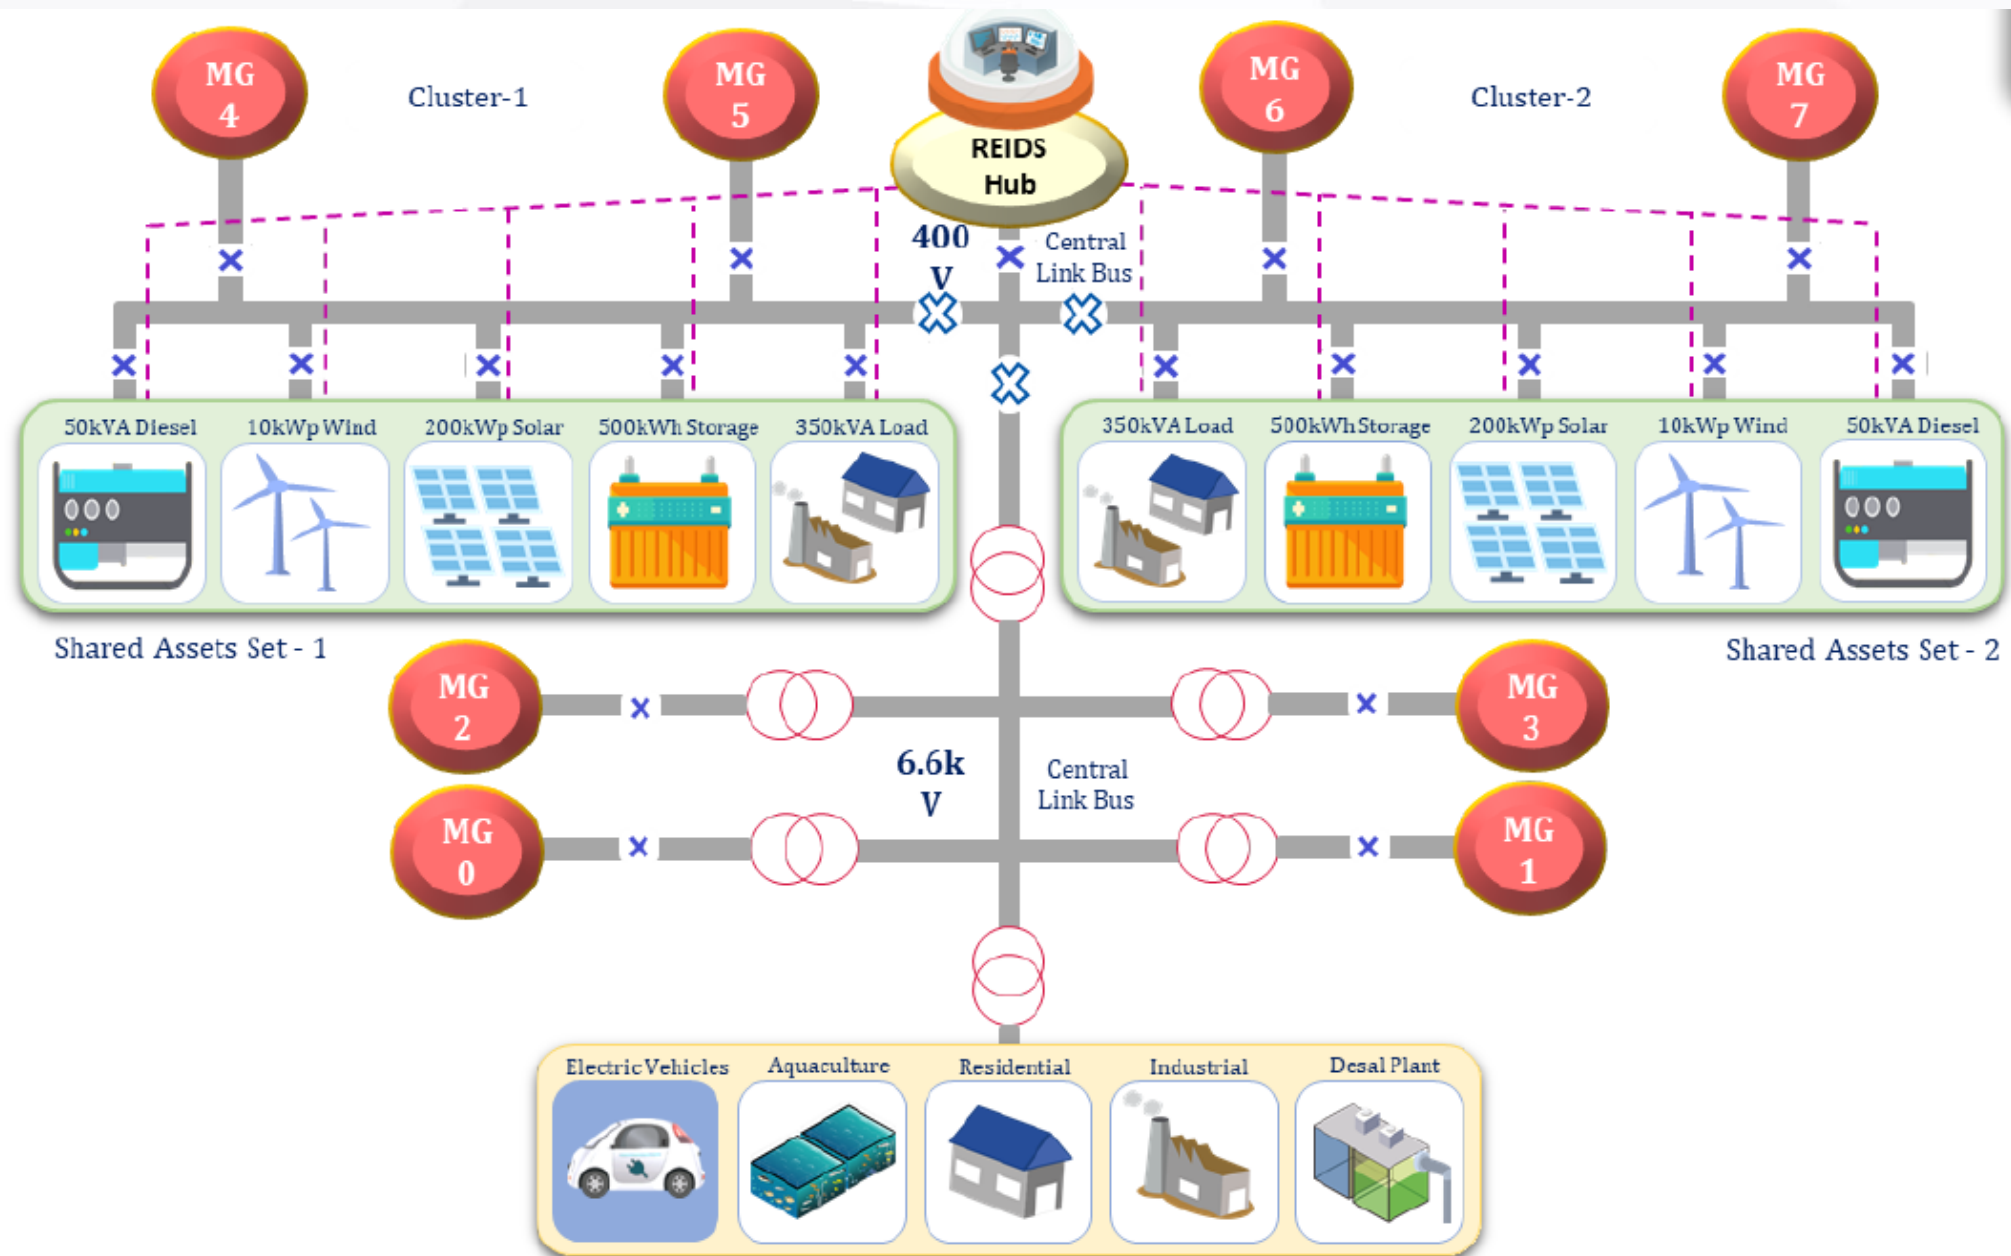 MG
4
Cluster-1
MG
5
REIDS
Hub
MG
6
Cluster-2
MG
7
400
V
Central
Link Bus
50kVA Diesel
10kWp Wind
200kWp Solar
500kWh Storage
350kVA Load
350kVA Load
500kWh Storage
200kWp Solar
10kWp Wind
50kVA Diesel
Shared Assets Set - 1
Shared Assets Set - 2
MG
2
MG
3
6.6k
V
Central
Link Bus
MG
0
MG
1
Electric Vehicles
Aquaculture
Residential
Industrial
Desal Plant